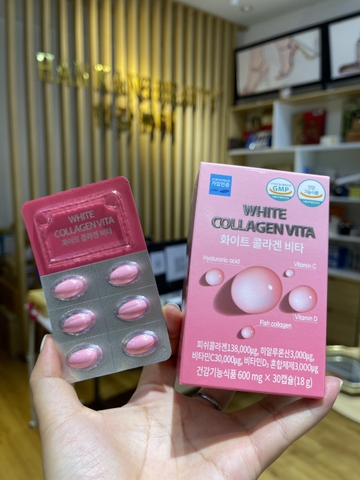 WHITE
COLLAGEN VITA
화이트 콜라겐 비타
GMP
WHITE
COLLAGEN VITA
화이트 콜라겐 비타
Hyaluronic acid
Vitamin C
Fish collagen
Vitamin D
피쉬콜라겐138,000μg, 히알루론산3,000μg,
비타민C30,000μg, 비타민D, 혼합제제3,000μg
건강기능식품 600 mg × 30캡슐(18 g)